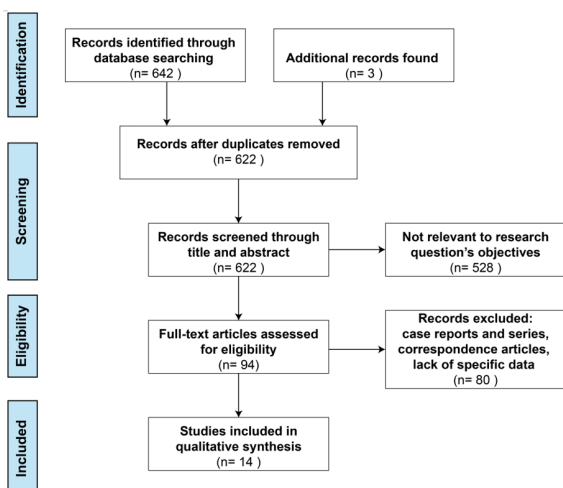 Identification
Records identified through
database searching
(n= 642 )
Additional records found
(n= 3 )
Records after duplicates removed
(n= 622 )
Screening
Records screened through
title and abstract
(n= 622 )
Not relevant to research
question's objectives
(n= 528 )
Eligibility
Full-text articles assessed
for eligibility
(n= 94)
Records excluded:
case reports and series,
correspondence articles,
lack of specific data
(n= 80 )
Included
Studies included in
qualitative synthesis
(n= 14 )